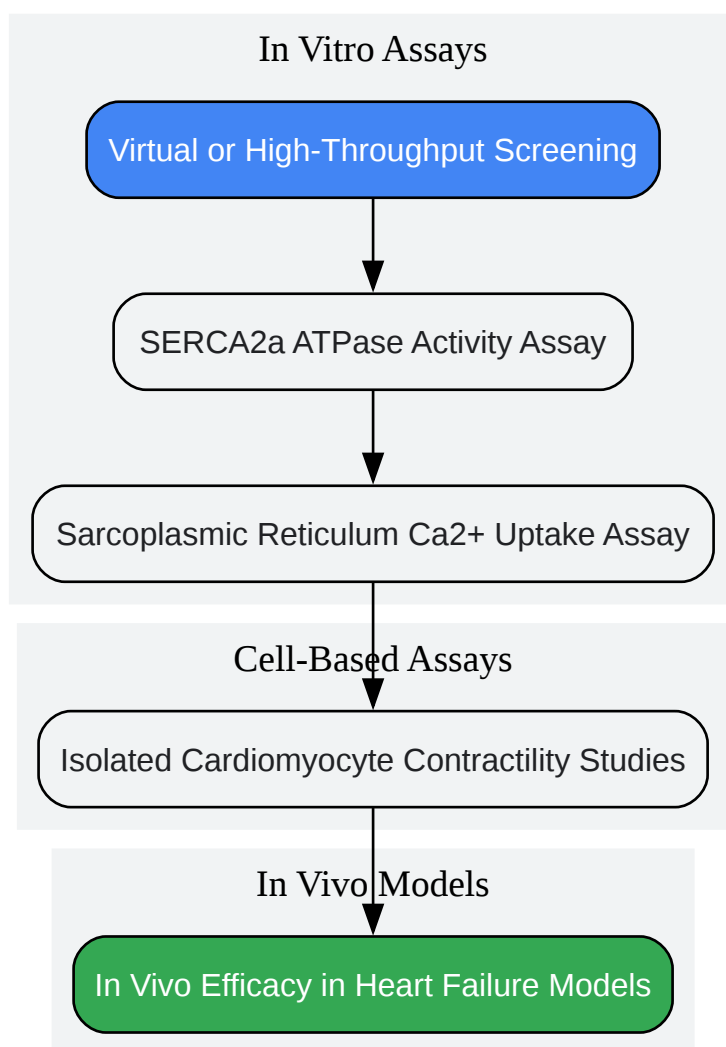 In Vitro Assays
Virtual or High-Throughput Screening
SERCA2a ATPase Activity Assay
Sarcoplasmic Reticulum Ca2+ Uptake Assay
Cell-Based Assays
Isolated Cardiomyocyte Contractility Studies
In Vivo Models
In Vivo Efficacy in Heart Failure Models